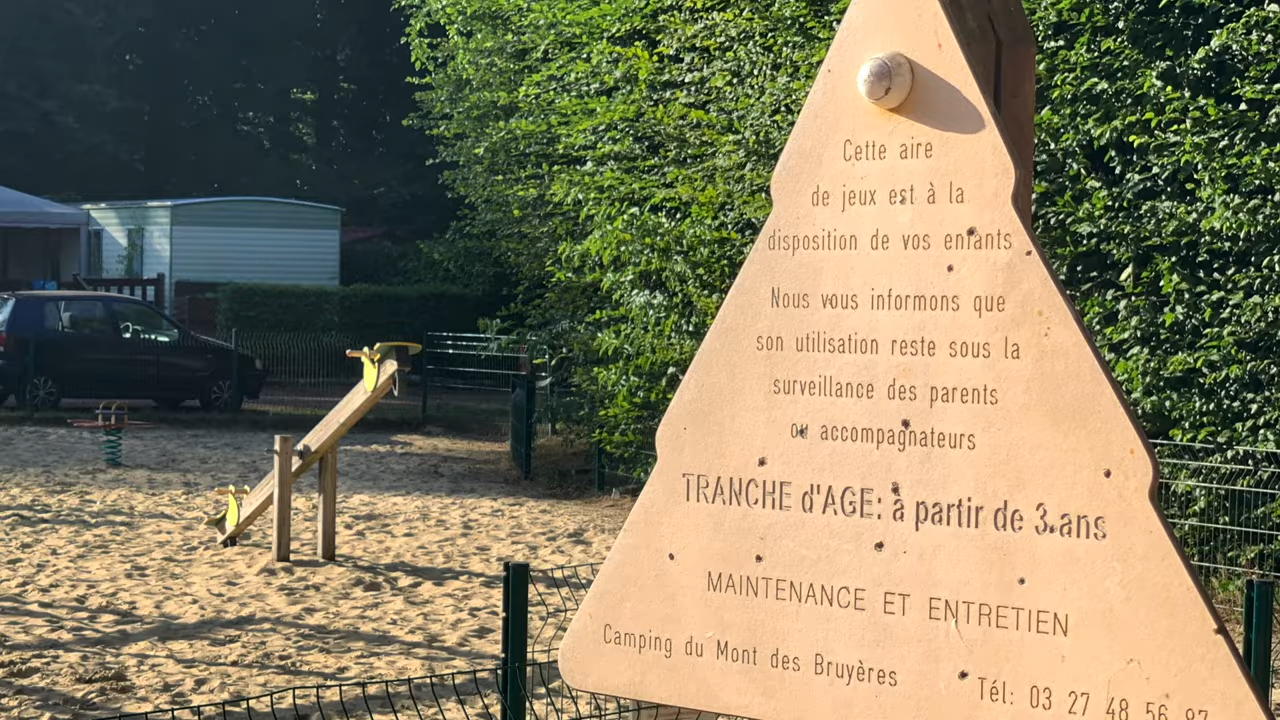 Cette aire
de jeux est à la
disposition de vos enfants
Nous vous informons que
son utilisation reste sous la
surveillance des parents
ou accompagnateurs
TRANCHE d'AGE: à partir de 3 ans
MAINTENANCE ET ENTRETIEN
Camping du Mont des Bruyères
Tél: 03 27 48 56 87